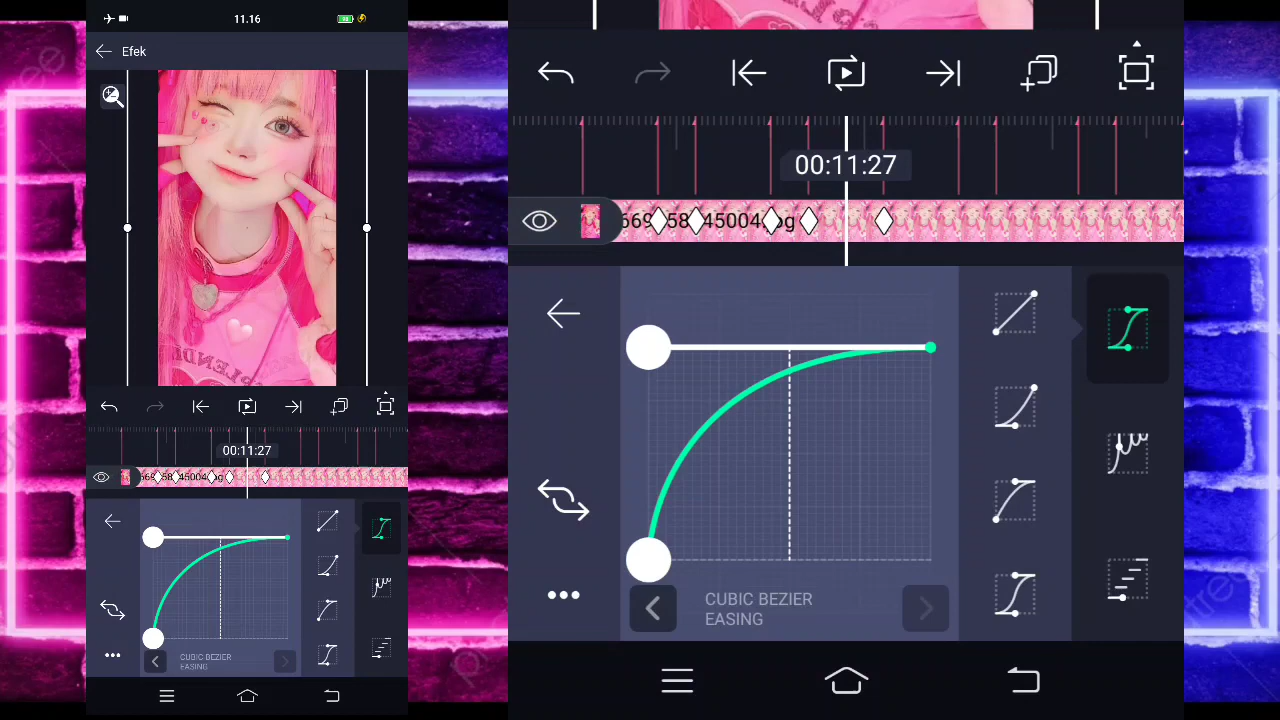 11.16
Efek
00:11:27
CUBIC BEZIER
EASING
00:11:27
CUBIC BEZIER
EASING